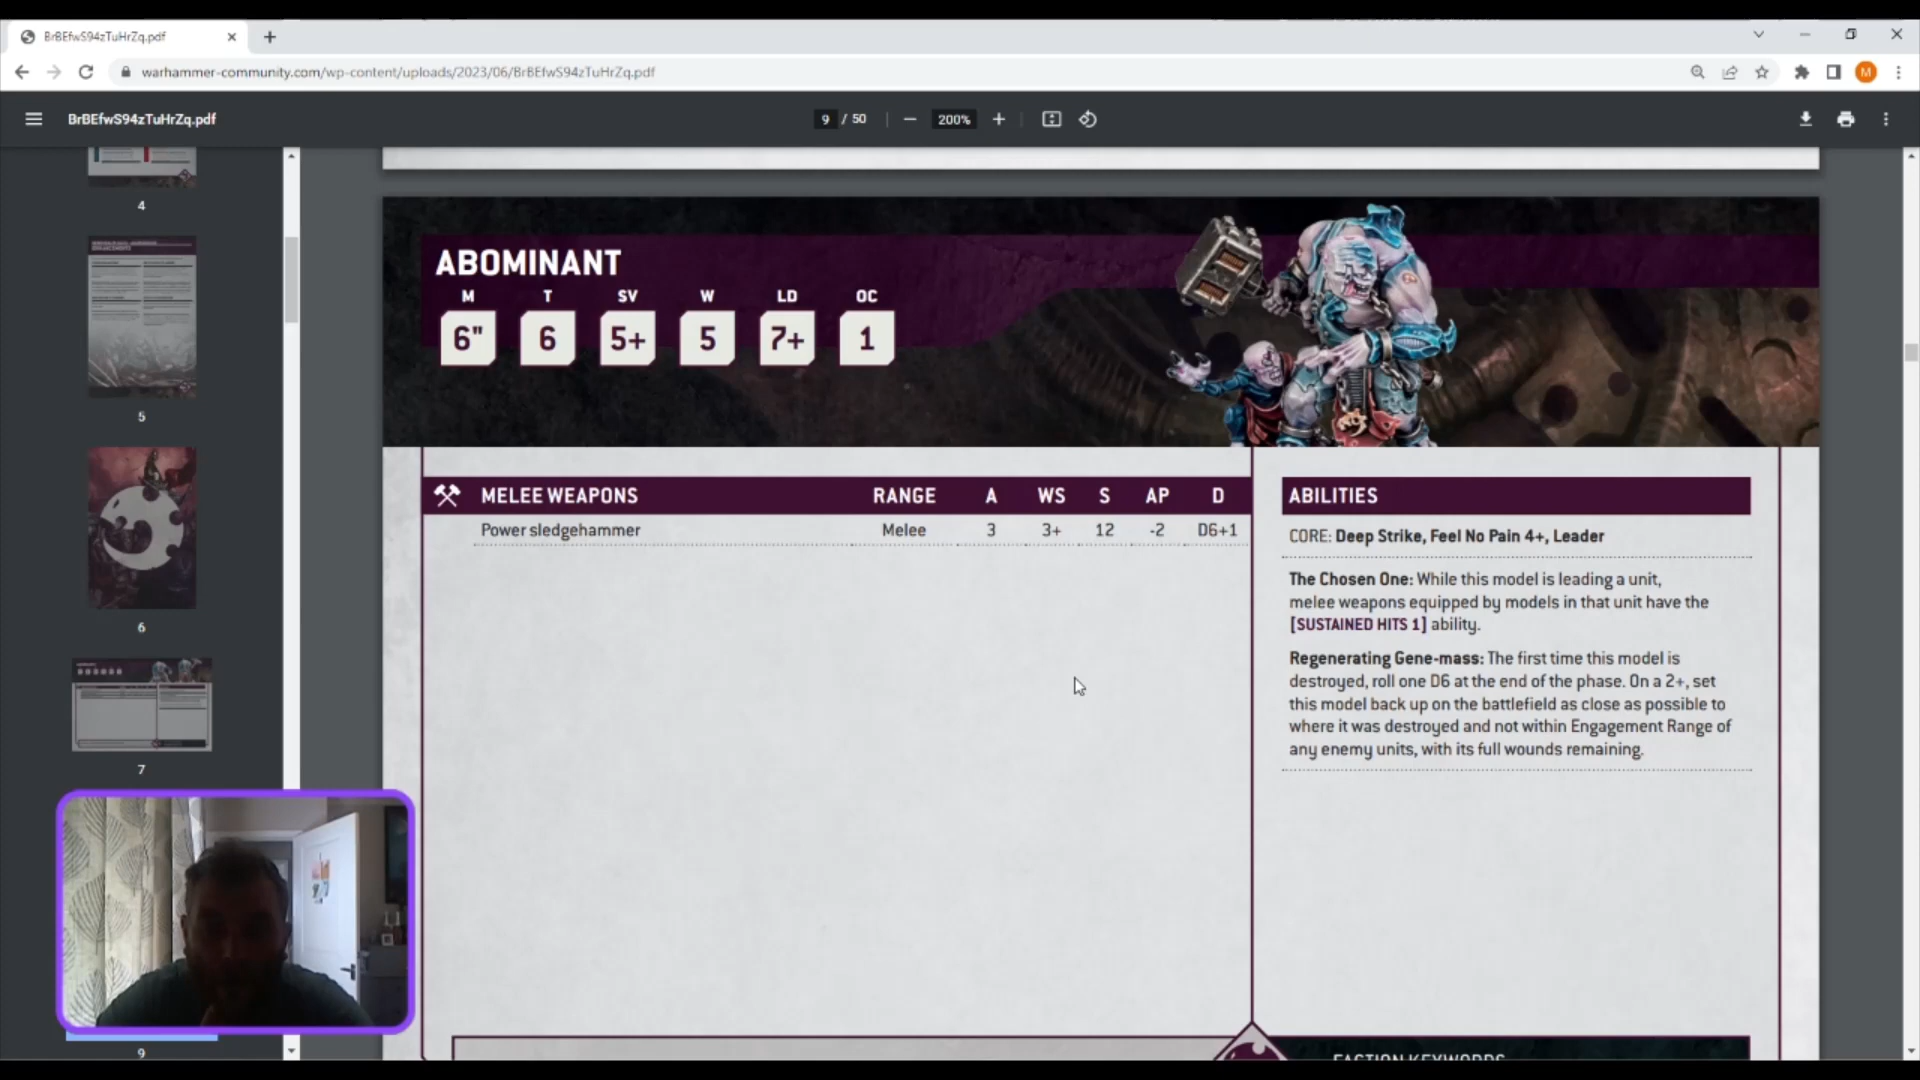 BrBEfwS94zTuHrZq.pdf
warhammer-community.com/wp-content/uploads/2023/06/BrBEfwS94zTuHrZq.pdf
M
BrBEfwS94zTuHrZq.pdf
9 / 50
200%
4
5
6
7
9
ABOMINANT
M T SV W LD OC
6" 6 5+ 5 7+ 1
MELEE WEAPONS RANGE A WS S AP D
Power sledgehammer Melee 3 3+ 12 -2 D6+1
ABILITIES
CORE: Deep Strike, Feel No Pain 4+, Leader
The Chosen One: While this model is leading a unit,
melee weapons equipped by models in that unit have the
[SUSTAINED HITS 1] ability.
Regenerating Gene-mass: The first time this model is
destroyed, roll one D6 at the end of the phase. On a 2+, set
this model back up on the battlefield as close as possible to
where it was destroyed and not within Engagement Range of
any enemy units, with its full wounds remaining.
FACTION KEYWORDS